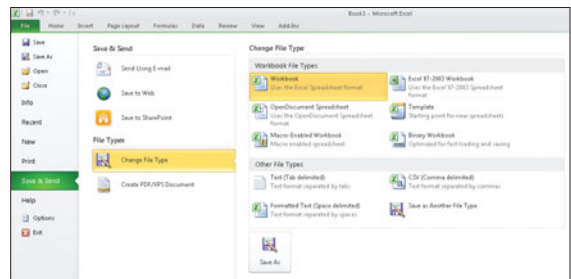 Book1 - Microsoft Excel
File Home Insert Page Layout Formulas Data Review View Add-Ins
Save
Save As
Open
Close
Info
Recent
New
Print
Save & Send
Help
Options
Exit
Save & Send
Send Using E-mail
Save to Web
Save to SharePoint
File Types
Change File Type
Create PDF/XPS Document
Change File Type
Workbook File Types
Workbook
Uses the Excel Spreadsheet format
Excel 97-2003 Workbook
Uses the Excel 97-2003 Spreadsheet
format
OpenDocument Spreadsheet
Uses the OpenDocument Spreadsheet
format
Template
Starting point for new spreadsheets
Macro-Enabled Workbook
Macro enabled spreadsheet
Binary Workbook
Optimized for fast loading and saving
Other File Types
Text (Tab delimited)
Text format separated by tabs
CSV (Comma delimited)
Text format separated by commas
Formatted Text (Space delimited)
Text format separated by spaces
Save as Another File Type
Save As